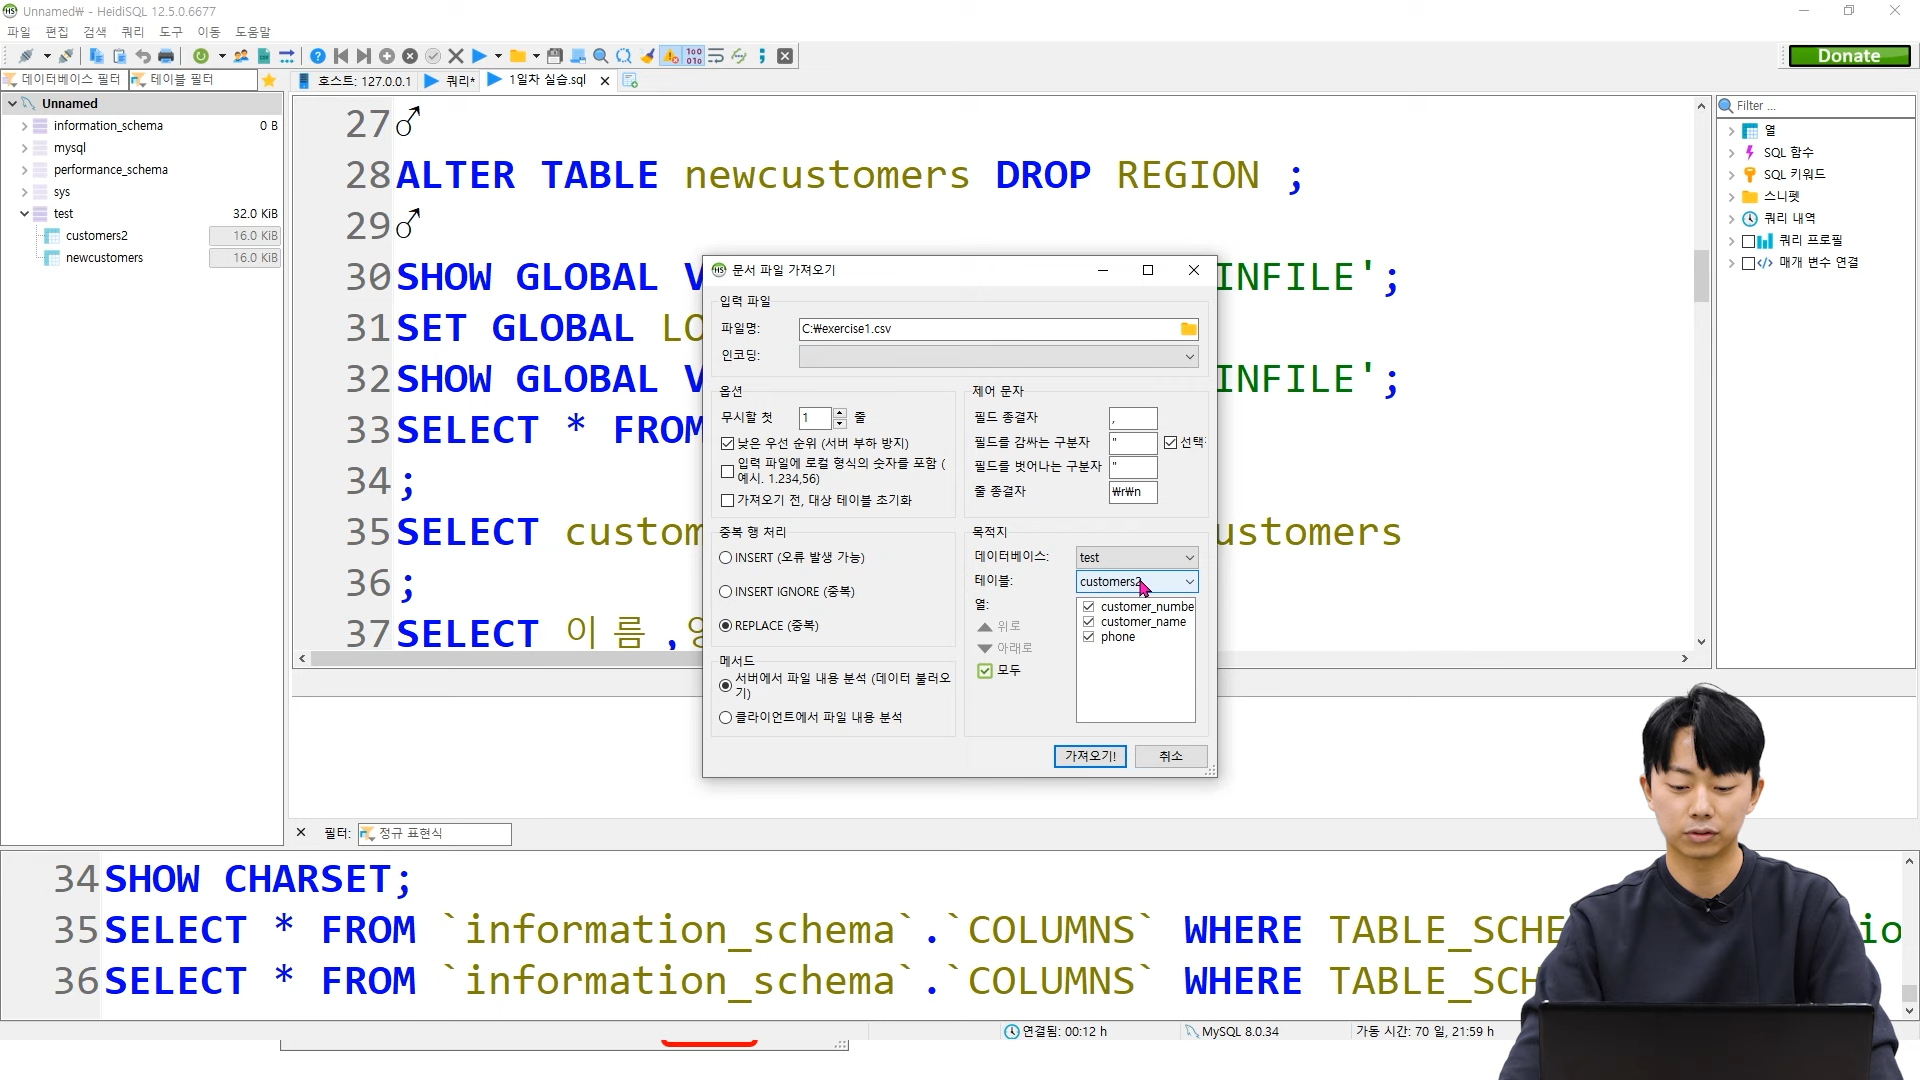 Unnamed₩ - HeidiSQL 12.5.0.6677
파일 편집 검색 쿼리 도구 이동 도움말
Donate
데이터베이스 필터 테이블 필터
호스트: 127.0.0.1 쿼리* 1일차 실습.sql
Unnamed
information_schema 0 B
mysql
performance_schema
sys
test 32.0 KiB
customers2 16.0 KiB
newcustomers 16.0 KiB
27
28 ALTER TABLE newcustomers DROP REGION ;
29
30 SHOW GLOBAL V INFILE';
31 SET GLOBAL LO
32 SHOW GLOBAL V INFILE';
33 SELECT * FROM
34 ;
35 SELECT custom ustomers
36 ;
37 SELECT 이름 ,
문서 파일 가져오기
입력 파일
파일명: C:₩exercise1.csv
인코딩:
옵션
무시할 첫 1 줄
낮은 우선 순위 (서버 부하 방지)
입력 파일에 로컬 형식의 숫자를 포함 (
예시. 1.234,56)
가져오기 전, 대상 테이블 초기화
제어 문자
필드 종결자 ,
필드를 감싸는 구분자 " 선택
필드를 벗어나는 구분자 "
줄 종결자 ₩r₩n
중복 행 처리
INSERT (오류 발생 가능)
INSERT IGNORE (중복)
REPLACE (중복)
메서드
서버에서 파일 내용 분석 (데이터 불러오
기)
클라이언트에서 파일 내용 분석
목적지
데이터베이스: test
테이블: customers2
열:
위로
아래로
모두
customer_numbe
customer_name
phone
가져오기! 취소
Filter ...
열
SQL 함수
SQL 키워드
스니펫
쿼리 내역
쿼리 프로필
매개 변수 연결
필터: 정규 표현식
34 SHOW CHARSET;
35 SELECT * FROM `information_schema`.`COLUMNS` WHERE TABLE_SCHE io
36 SELECT * FROM `information_schema`.`COLUMNS` WHERE TABLE_SCH
연결됨: 00:12 h MySQL 8.0.34 가동 시간: 70 일, 21:59 h